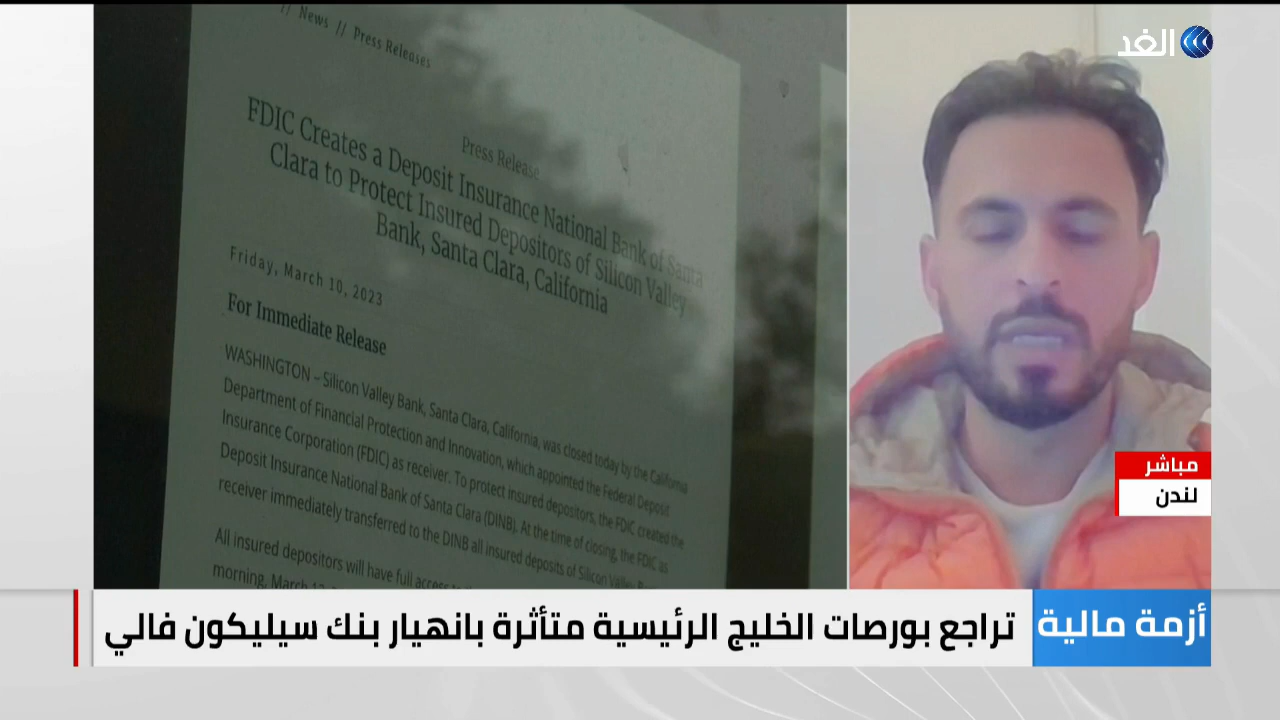 // News // Press Releases
Press Release
FDIC Creates a Deposit Insurance National Bank of Santa
Clara to Protect Insured Depositors of Silicon Valley
Bank, Santa Clara, California
Friday, March 10, 2023
For Immediate Release
WASHINGTON – Silicon Valley Bank, Santa Clara, California, was closed today by the California
Department of Financial Protection and Innovation, which appointed the Federal Deposit
Insurance Corporation (FDIC) as receiver. To protect insured depositors, the FDIC created the
Deposit Insurance National Bank of Santa Clara (DINB). At the time of closing, the FDIC as
receiver immediately transferred to the DINB all insured deposits of Silicon Valley
All insured depositors will have full access
morning, March
الغد
مباشر
لندن
أزمة مالية
تراجع بورصات الخليج الرئيسية متأثرة بانهيار بنك سيليكون فالي